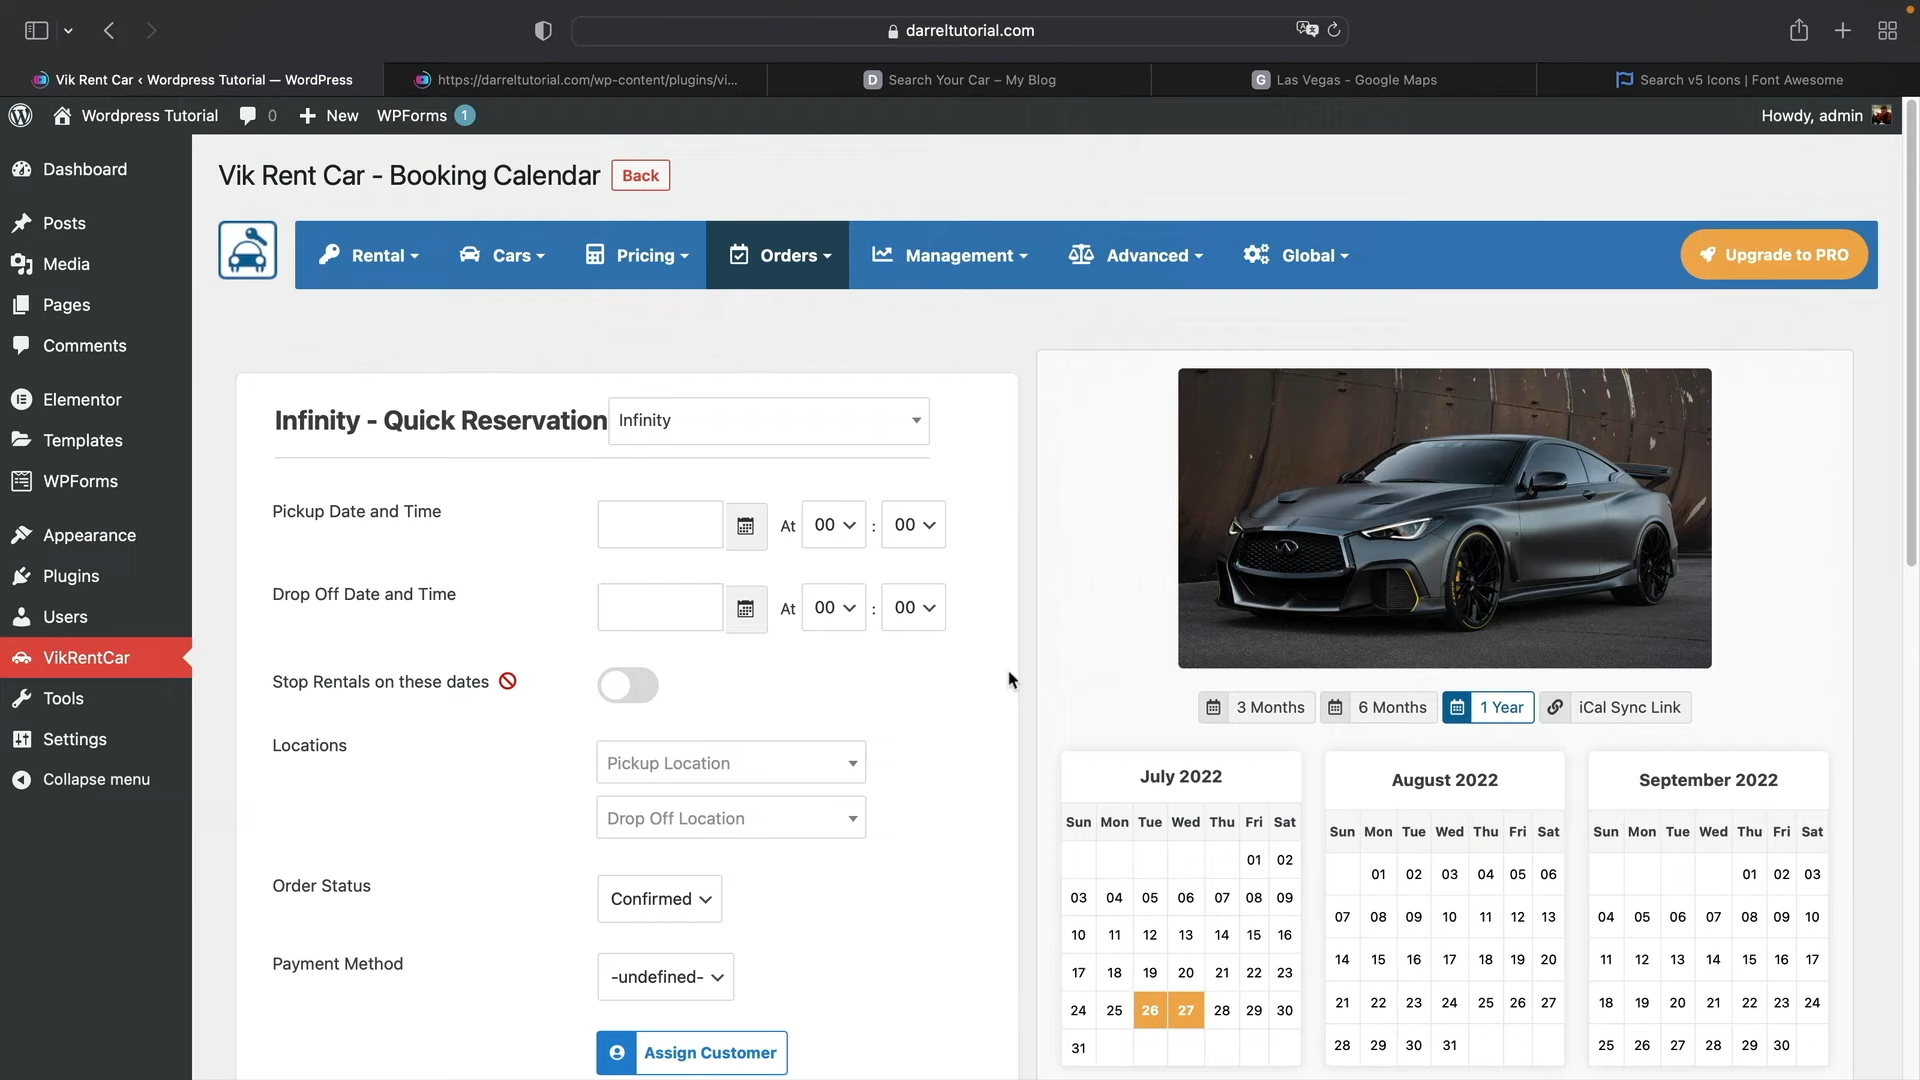 darreltutorial.com
Vik Rent Car ‹ Wordpress Tutorial — WordPress
https://darreltutorial.com/wp-content/plugins/vi...
D Search Your Car – My Blog
G Las Vegas - Google Maps
Search v5 Icons | Font Awesome
Wordpress Tutorial 0 New WPForms 1
Howdy, admin
Dashboard
Posts
Media
Pages
Comments
Elementor
Templates
WPForms
Appearance
Plugins
Users
VikRentCar
Tools
Settings
Collapse menu
Vik Rent Car - Booking Calendar Back
Rental Cars Pricing Orders Management Advanced Global Upgrade to PRO
Infinity - Quick Reservation Infinity
Pickup Date and Time At 00 : 00
Drop Off Date and Time At 00 : 00
Stop Rentals on these dates
Locations Pickup Location
Drop Off Location
Order Status Confirmed
Payment Method -undefined-
Assign Customer
3 Months 6 Months 1 Year iCal Sync Link
July 2022
Sun Mon Tue Wed Thu Fri Sat
01 02
03 04 05 06 07 08 09
10 11 12 13 14 15 16
17 18 19 20 21 22 23
24 25 26 27 28 29 30
31
August 2022
Sun Mon Tue Wed Thu Fri Sat
01 02 03 04 05 06
07 08 09 10 11 12 13
14 15 16 17 18 19 20
21 22 23 24 25 26 27
28 29 30 31
September 2022
Sun Mon Tue Wed Thu Fri Sat
01 02 03
04 05 06 07 08 09 10
11 12 13 14 15 16 17
18 19 20 21 22 23 24
25 26 27 28 29 30